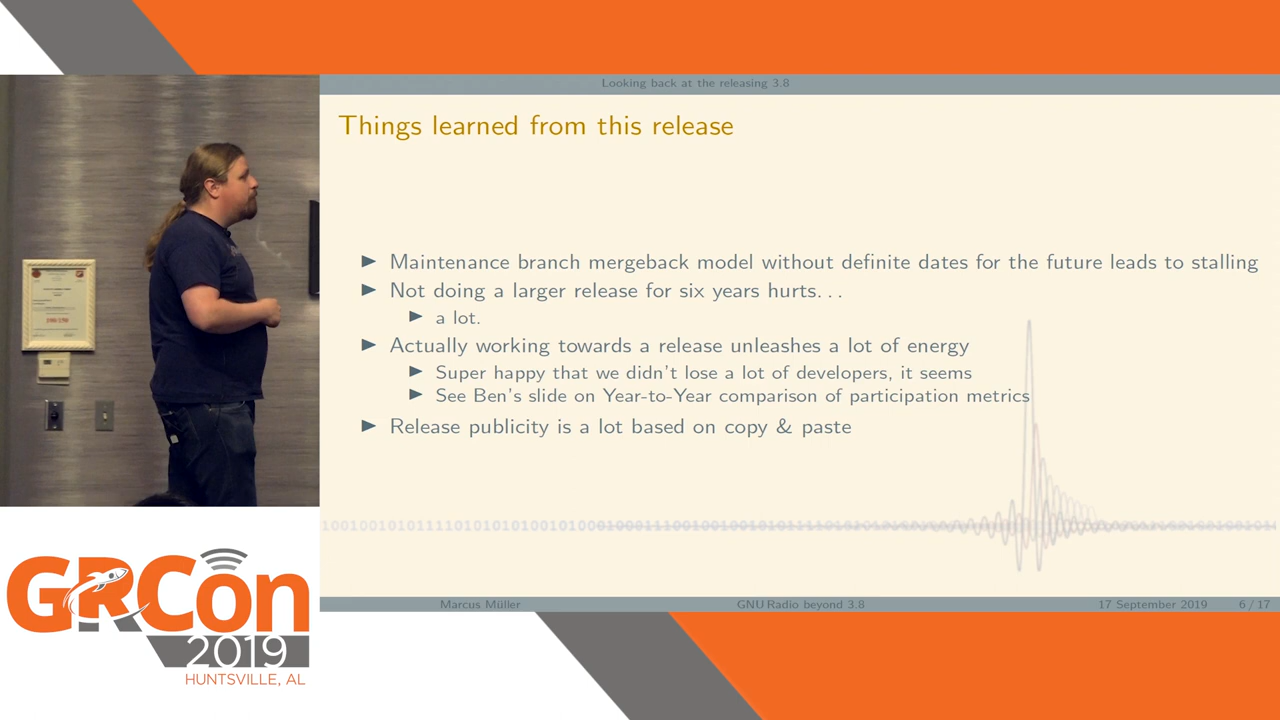 Looking back at the releasing 3.8
Things learned from this release
Maintenance branch mergeback model without definite dates for the future leads to stalling
Not doing a larger release for six years hurts...
a lot.
Actually working towards a release unleashes a lot of energy
Super happy that we didn't lose a lot of developers, it seems
See Ben's slide on Year-to-Year comparison of participation metrics
Release publicity is a lot based on copy & paste
Marcus Müller GNU Radio beyond 3.8 17 September 2019 6 / 17
GRCon
2019
HUNTSVILLE, AL